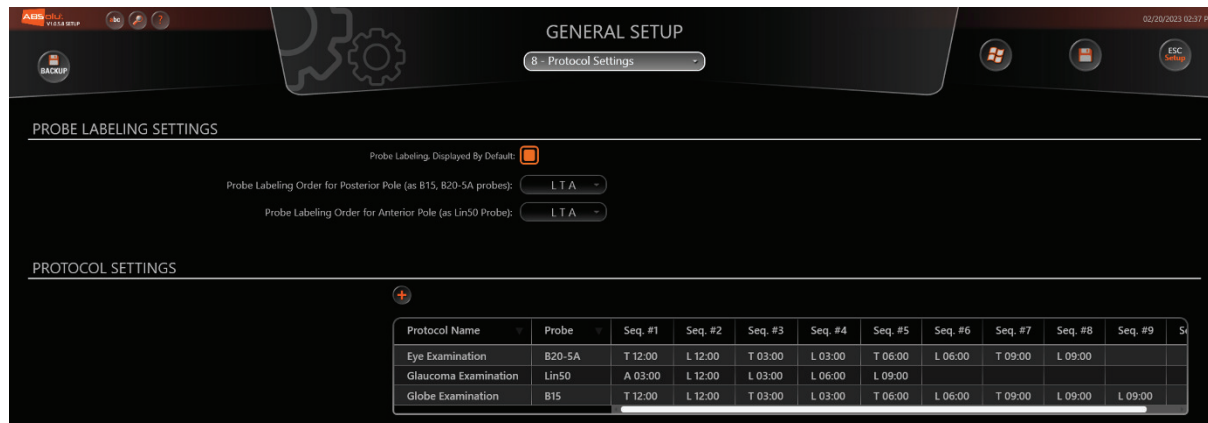 ABSolu.
V1.0.5.8 SETUP
abc
?
GENERAL SETUP
02/20/2023 02:37 P
8 - Protocol Settings
BACKUP
ESC
Setup
PROBE LABELING SETTINGS
Probe Labeling, Displayed By Default:
Probe Labeling Order for Posterior Pole (as B15, B20-5A probes): L T A
Probe Labeling Order for Anterior Pole (as Lin50 Probe): L T A
PROTOCOL SETTINGS
+
Protocol Name Probe Seq. #1 Seq. #2 Seq. #3 Seq. #4 Seq. #5 Seq. #6 Seq. #7 Seq. #8 Seq. #9
Eye Examination B20-5A T 12:00 L 12:00 T 03:00 L 03:00 T 06:00 L 06:00 T 09:00 L 09:00
Glaucoma Examination Lin50 A 03:00 L 12:00 L 03:00 L 06:00 L 09:00
Globe Examination B15 T 12:00 L 12:00 T 03:00 L 03:00 T 06:00 L 06:00 T 09:00 L 09:00 L 09:00